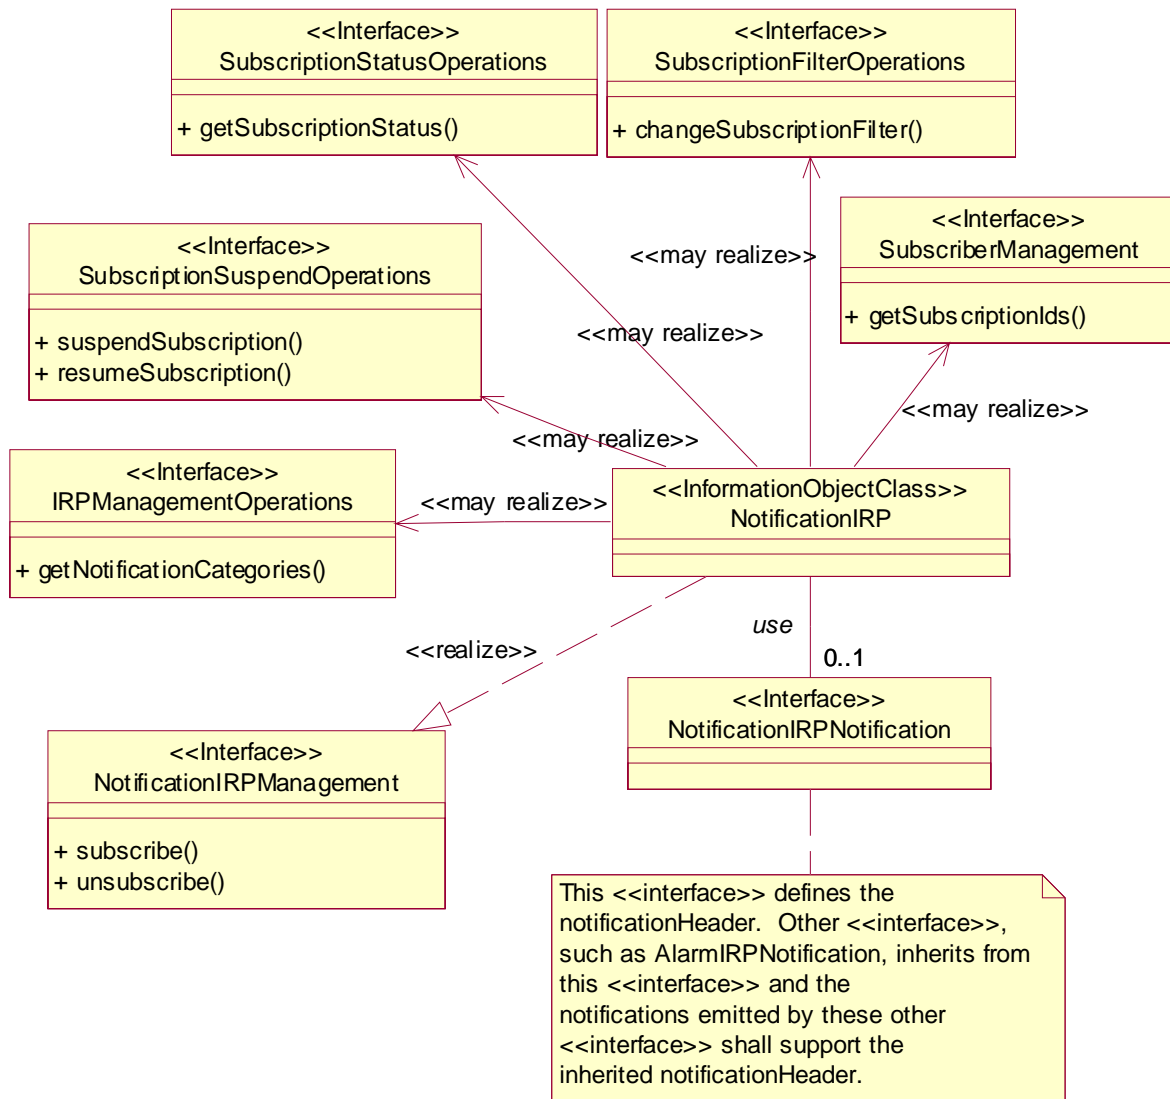 <<Interface>>
SubscriptionStatusOperations
+ getSubscriptionStatus()
<<Interface>>
SubscriptionFilterOperations
+ changeSubscriptionFilter()
<<Interface>>
SubscriberManagement
+ getSubscriptionIds()
<<Interface>>
SubscriptionSuspendOperations
+ suspendSubscription()
+ resumeSubscription()
<<may realize>>
<<may realize>>
<<may realize>>
<<may realize>>
<<Interface>>
IRPManagementOperations
+ getNotificationCategories()
<<may realize>>
<<InformationObjectClass>>
NotificationIRP
use
0..1
<<realize>>
<<Interface>>
NotificationIRPNotification
<<Interface>>
NotificationIRPManagement
+ subscribe()
+ unsubscribe()
This <<interface>> defines the
notificationHeader.  Other <<interface>>,
such as AlarmIRPNotification, inherits from
this <<interface>> and the
notifications emitted by these other
<<interface>> shall support the
inherited notificationHeader.